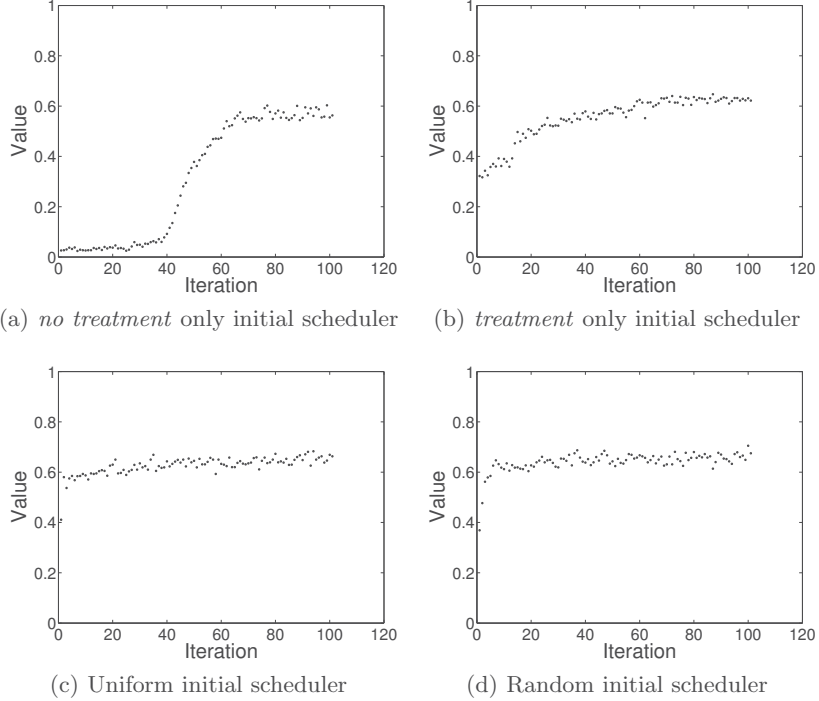 1
0.8
0.6
0.4
0.2
0
Value
0 20 40 60 80 100 120
Iteration
(a) no treatment only initial scheduler
1
0.8
0.6
0.4
0.2
0
Value
0 20 40 60 80 100 120
Iteration
(b) treatment only initial scheduler
1
0.8
0.6
0.4
0.2
0
Value
0 20 40 60 80 100 120
Iteration
(c) Uniform initial scheduler
1
0.8
0.6
0.4
0.2
0
Value
0 20 40 60 80 100 120
Iteration
(d) Random initial scheduler